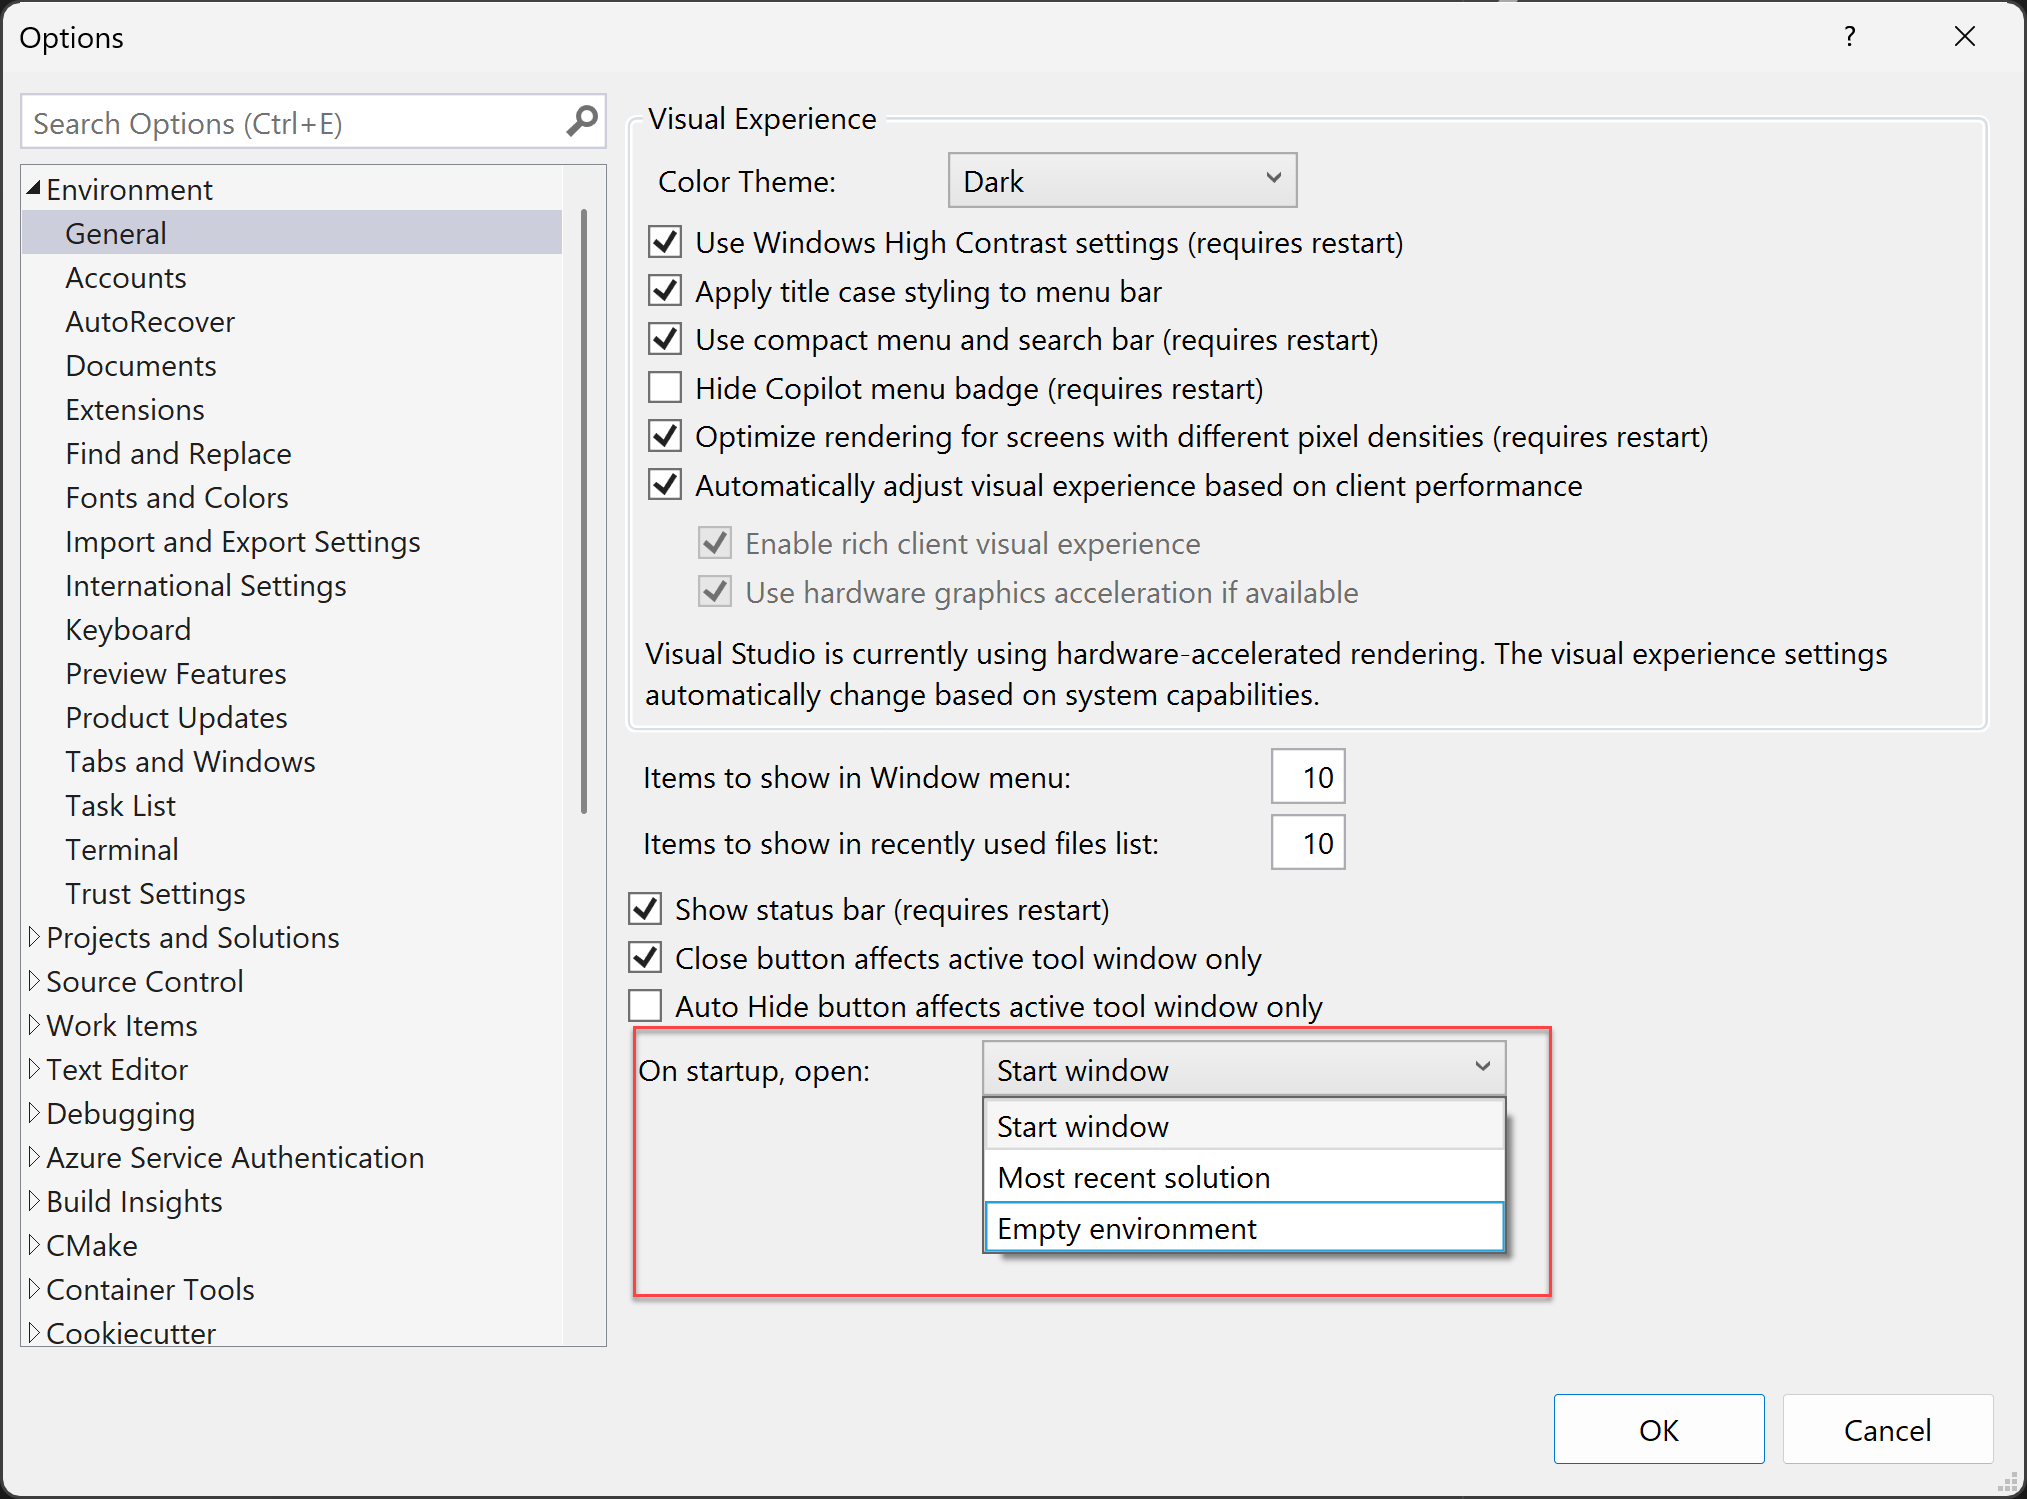 Options
?
Search Options (Ctrl+E)
Environment
General
Accounts
AutoRecover
Documents
Extensions
Find and Replace
Fonts and Colors
Import and Export Settings
International Settings
Keyboard
Preview Features
Product Updates
Tabs and Windows
Task List
Terminal
Trust Settings
Projects and Solutions
Source Control
Work Items
Text Editor
Debugging
Azure Service Authentication
Build Insights
CMake
Container Tools
Cookiecutter
Visual Experience
Color Theme: Dark
Use Windows High Contrast settings (requires restart)
Apply title case styling to menu bar
Use compact menu and search bar (requires restart)
Hide Copilot menu badge (requires restart)
Optimize rendering for screens with different pixel densities (requires restart)
Automatically adjust visual experience based on client performance
Enable rich client visual experience
Use hardware graphics acceleration if available
Visual Studio is currently using hardware-accelerated rendering. The visual experience settings
automatically change based on system capabilities.
Items to show in Window menu: 10
Items to show in recently used files list: 10
Show status bar (requires restart)
Close button affects active tool window only
Auto Hide button affects active tool window only
On startup, open: Start window
Start window
Most recent solution
Empty environment
OK Cancel